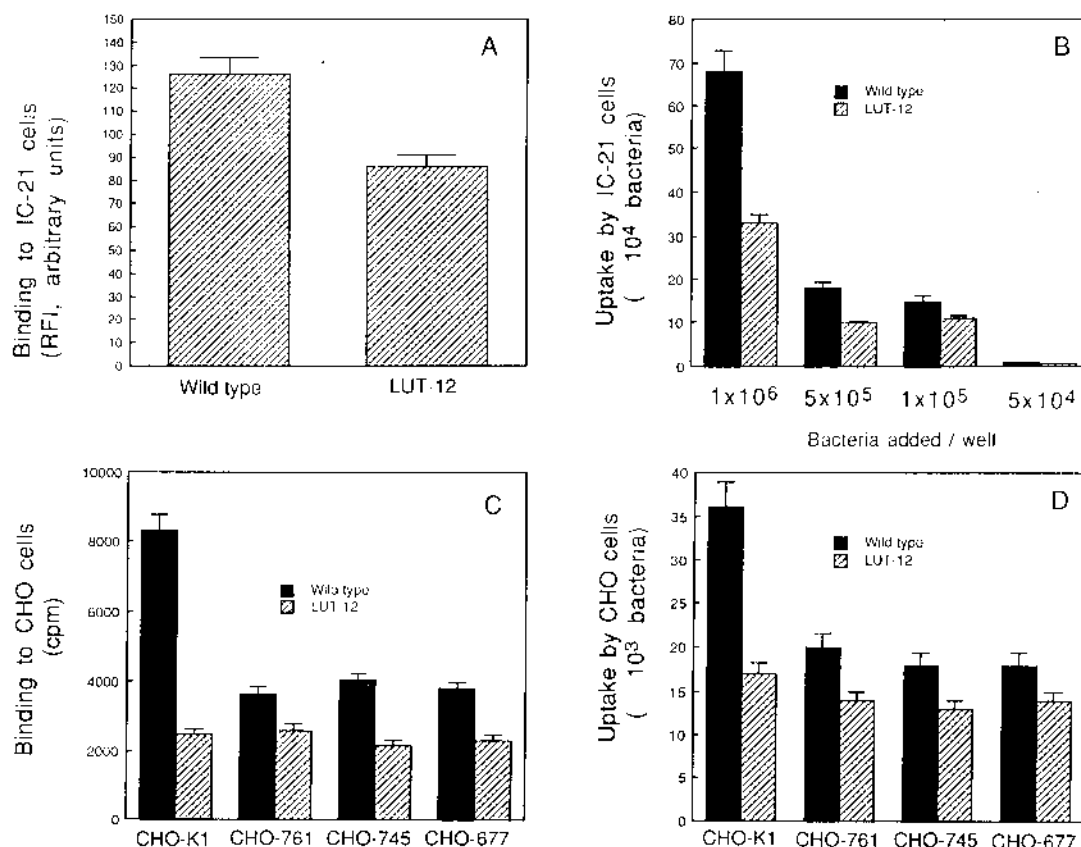 A
Binding to IC-21 cells
(RFI, arbitrary units)
150
140
130
120
110
100
90
80
70
60
50
40
30
20
10
0
Wild type
LUT-12
B
Uptake by IC-21 cells
( 10⁴ bacteria)
80
70
60
50
40
30
20
10
0
Wild type
LUT-12
1x10⁶
5x10⁵
1x10⁵
5x10⁴
Bacteria added / well
C
Binding to CHO cells
(cpm)
10000
8000
6000
4000
2000
0
Wild type
LUT-12
CHO-K1
CHO-761
CHO-745
CHO-677
D
Uptake by CHO cells
( 10³ bacteria)
40
35
30
25
20
15
10
5
0
Wild type
LUT-12
CHO-K1
CHO-761
CHO-745
CHO-677